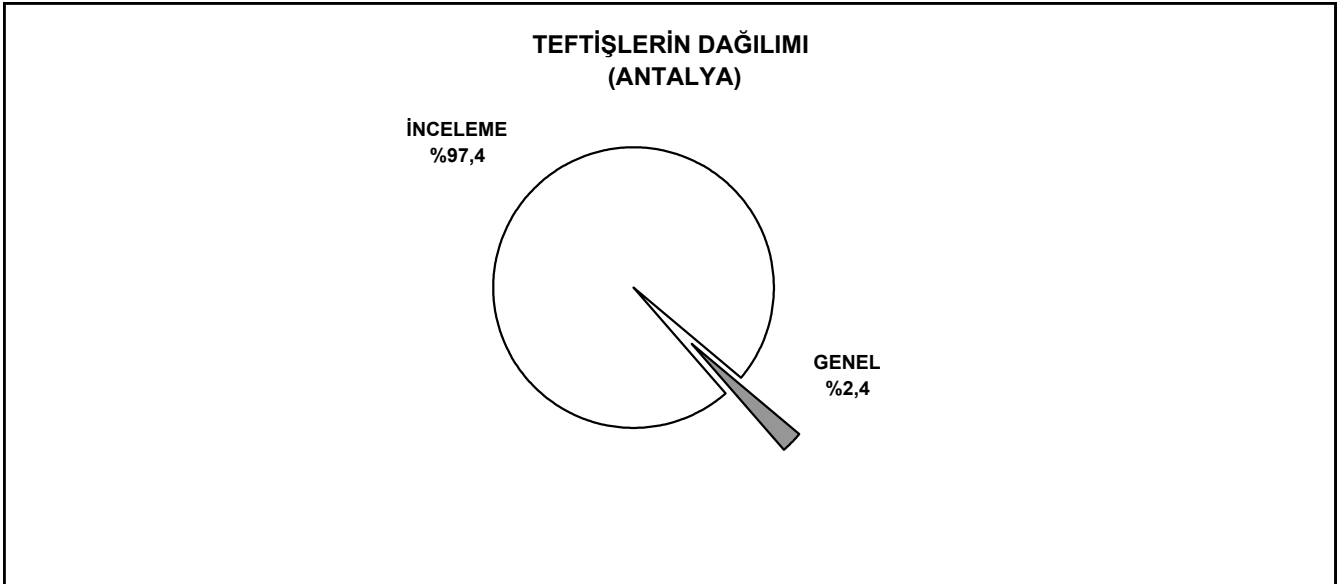 TEFTİŞLERİN DAĞILIMI
(ANTALYA)
İNCELEME
%97,4
GENEL
%2,4